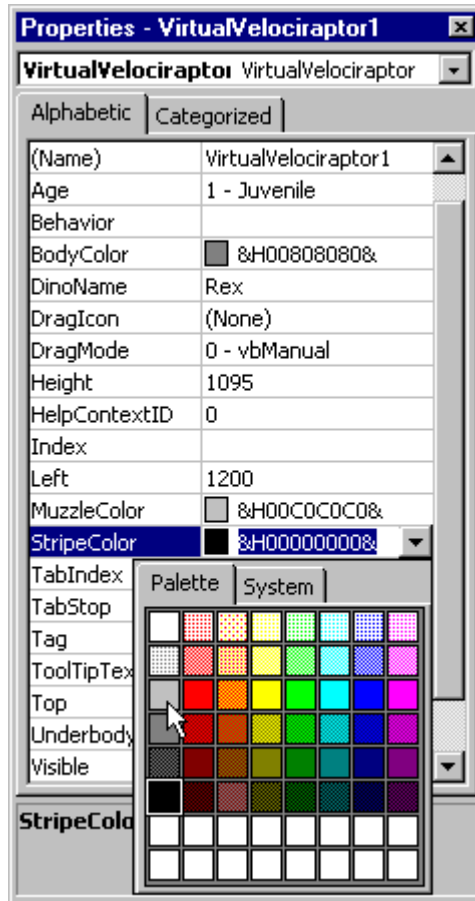 Properties - VirtualVelociraptor1
VirtualVelociraptor VirtualVelociraptor
Alphabetic Categorized
(Name) VirtualVelociraptor1
Age 1 - Juvenile
Behavior
BodyColor &H00808080&
DinoName Rex
DragIcon (None)
DragMode 0 - vbManual
Height 1095
HelpContextID 0
Index
Left 1200
MuzzleColor &H00C0C0C0&
StripeColor &H00000000&
TabIndex
Palette System
TabStop
Tag
ToolTipTex
Top
Underbody
Visible
StripeColo